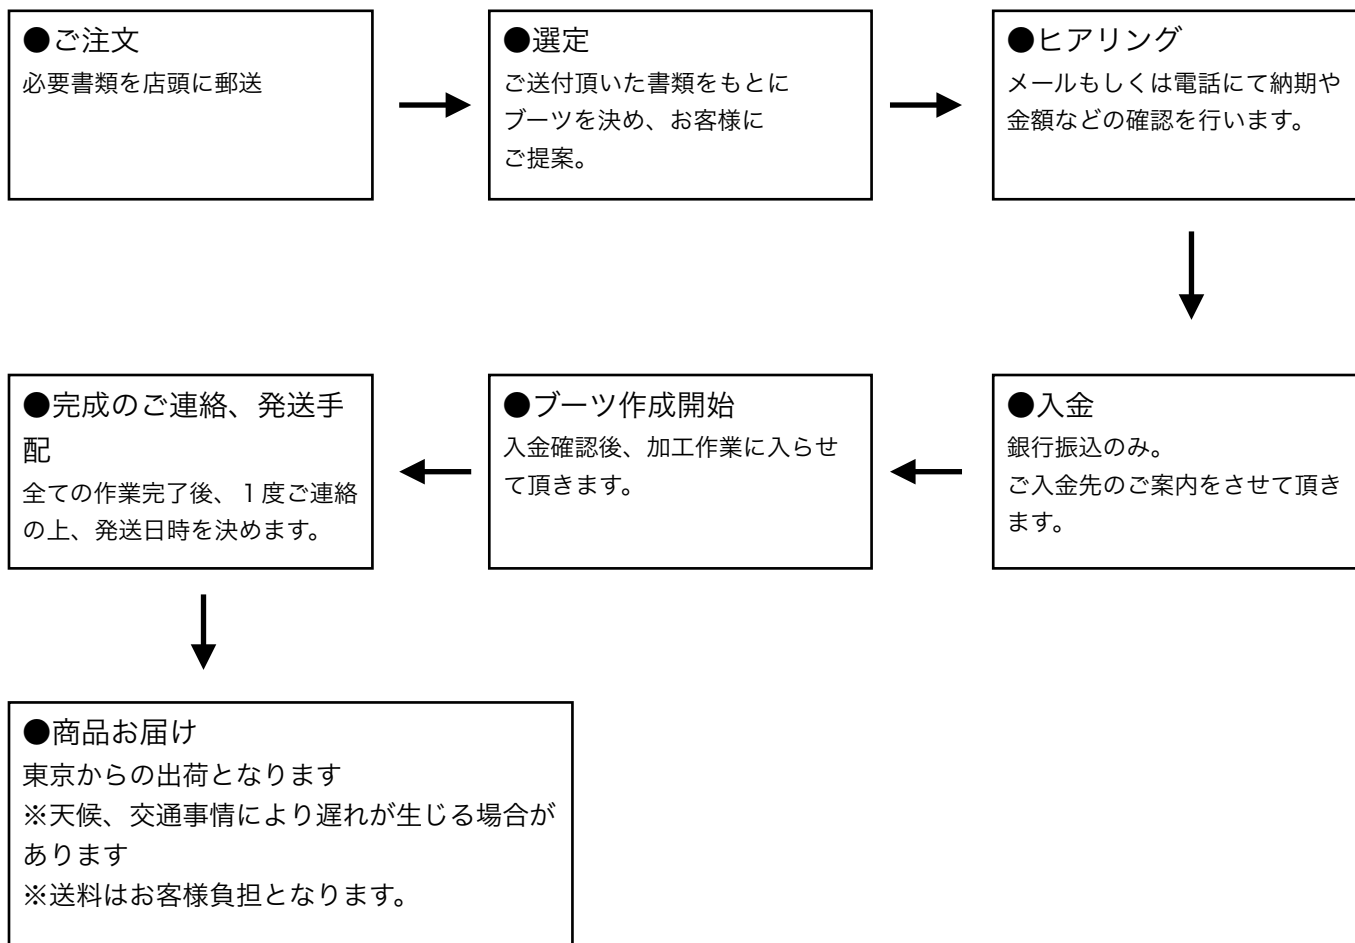 ●ご注文
必要書類を店頭に郵送
●選定
ご送付頂いた書類をもとに
ブーツを決め、お客様に
ご提案。
●ヒアリング
メールもしくは電話にて納期や
金額などの確認を行います。
●入金
銀行振込のみ。
ご入金先のご案内をさせて頂き
ます。
●ブーツ作成開始
入金確認後、加工作業に入らせ
て頂きます。
●完成のご連絡、発送手
配
全ての作業完了後、１度ご連絡
の上、発送日時を決めます。
●商品お届け
東京からの出荷となります
※天候、交通事情により遅れが生じる場合が
あります
※送料はお客様負担となります。